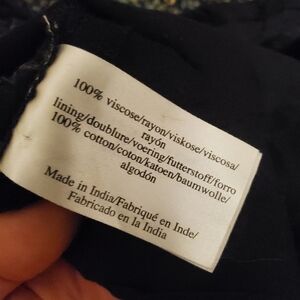 100% viscose/rayon/viskose/viscosa/
rayón
lining/doublure/voering/futterstoff/forro
100% cotton/coton/katoen/baumwolle/
algodón
Made in India/Fabriqué en Inde/
Fabricado en la India